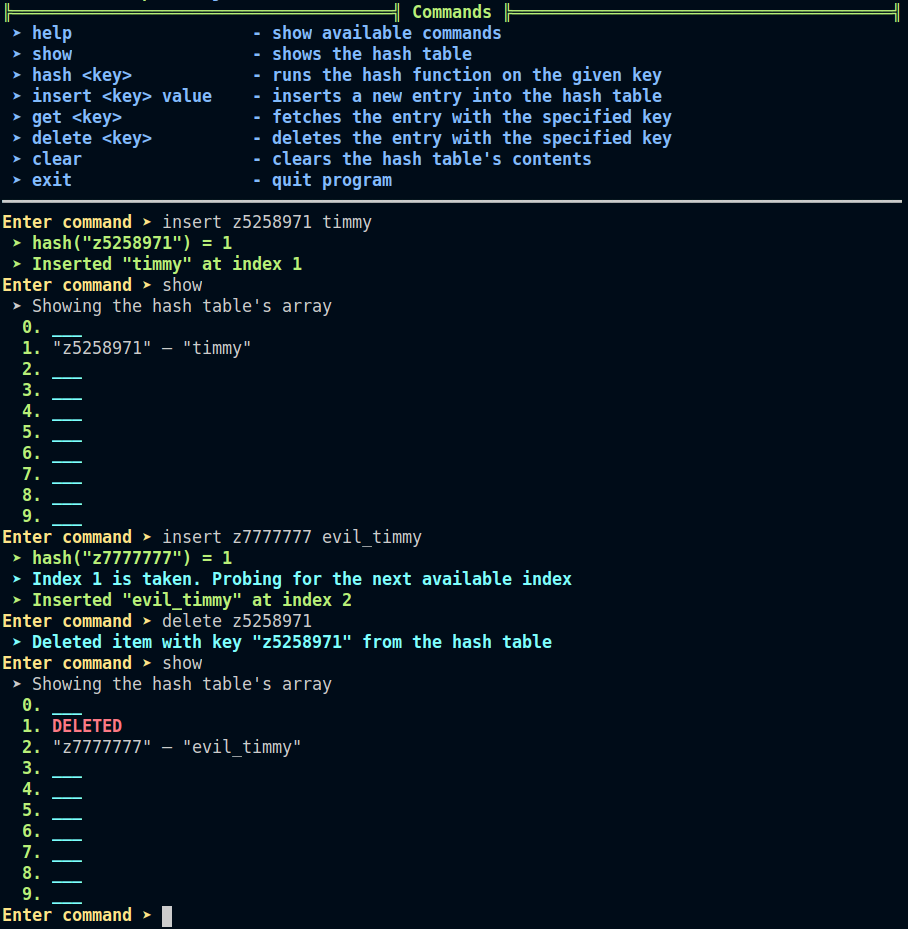 Commands
➤ help - show available commands
➤ show - shows the hash table
➤ hash <key> - runs the hash function on the given key
➤ insert <key> value - inserts a new entry into the hash table
➤ get <key> - fetches the entry with the specified key
➤ delete <key> - deletes the entry with the specified key
➤ clear - clears the hash table's contents
➤ exit - quit program
Enter command ➤ insert z5258971 timmy
➤ hash("z5258971") = 1
➤ Inserted "timmy" at index 1
Enter command ➤ show
➤ Showing the hash table's array
0. ___
1. "z5258971" — "timmy"
2. ___
3. ___
4. ___
5. ___
6. ___
7. ___
8. ___
9. ___
Enter command ➤ insert z7777777 evil_timmy
➤ hash("z7777777") = 1
➤ Index 1 is taken. Probing for the next available index
➤ Inserted "evil_timmy" at index 2
Enter command ➤ delete z5258971
➤ Deleted item with key "z5258971" from the hash table
Enter command ➤ show
➤ Showing the hash table's array
0. ___
1. DELETED
2. "z7777777" — "evil_timmy"
3. ___
4. ___
5. ___
6. ___
7. ___
8. ___
9. ___
Enter command ➤